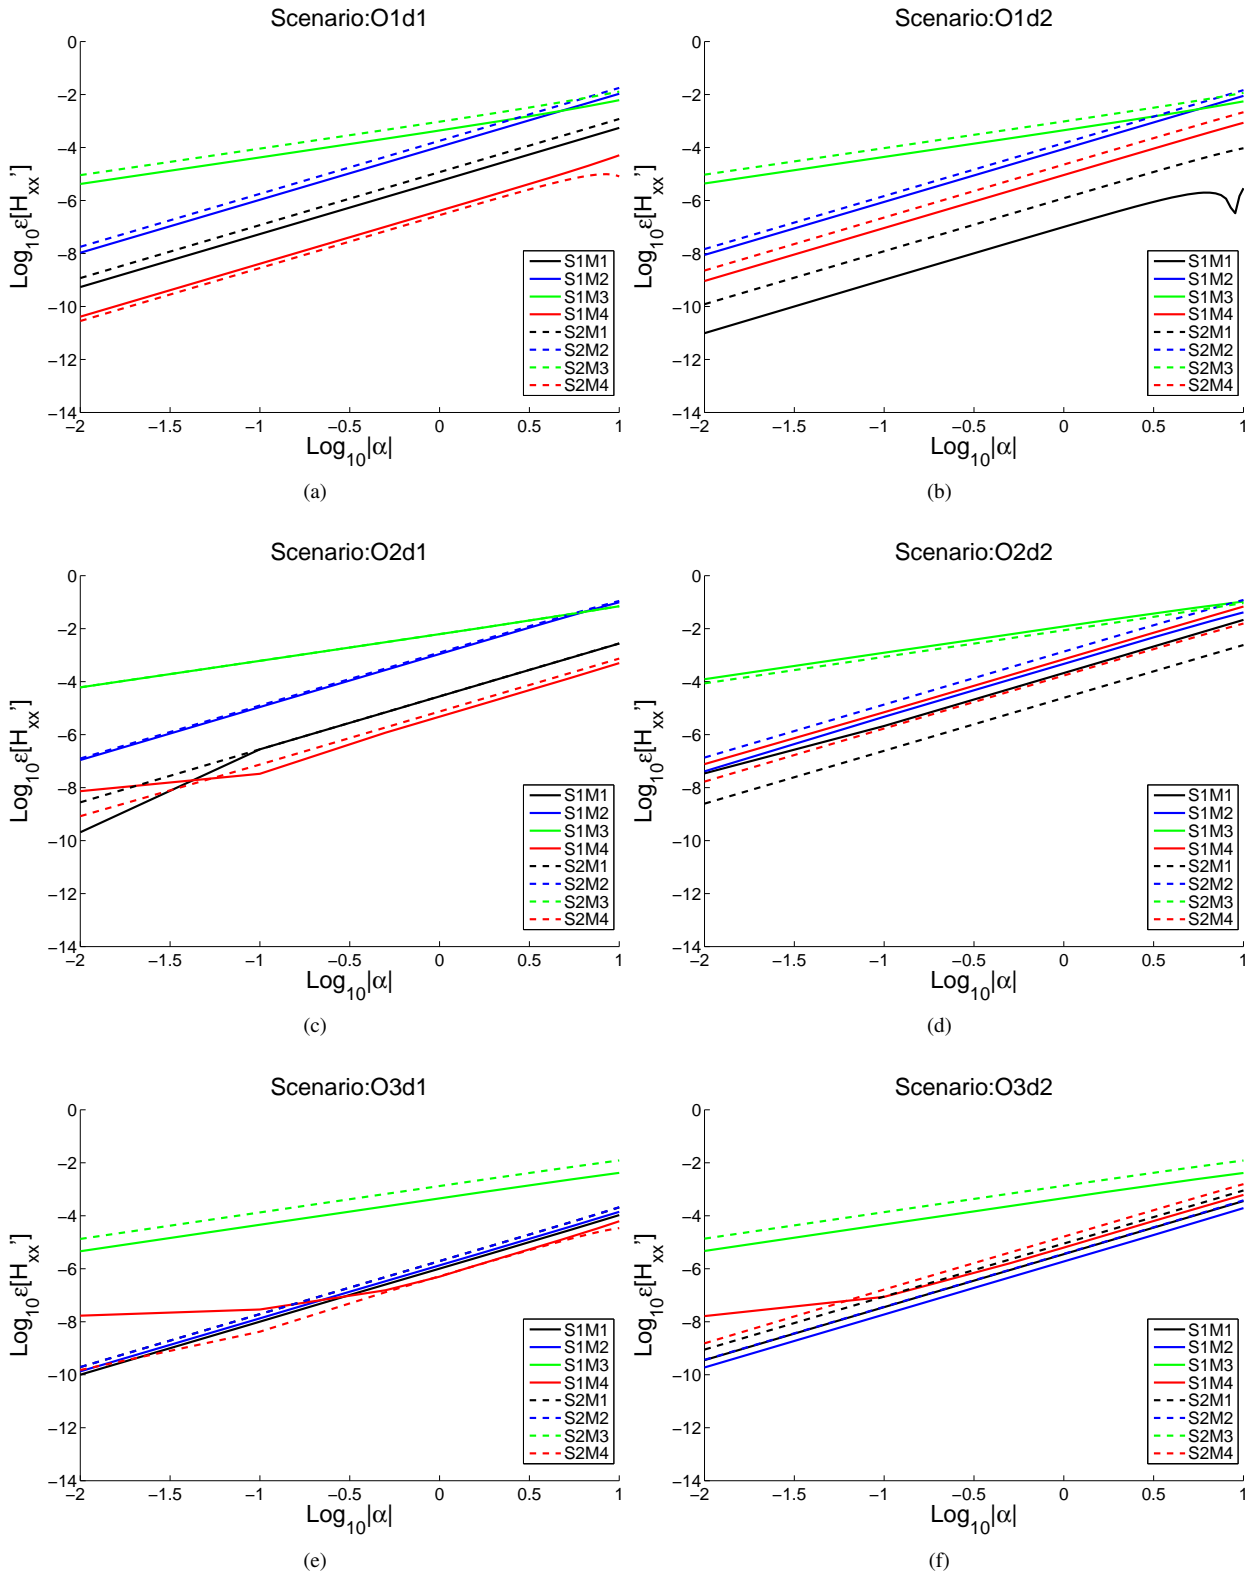 Scenario:O1d1
0
−2
−4
−6
−8
−10
−12
−14
Log10ε[Hxx’]
S1M1
S1M2
S1M3
S1M4
S2M1
S2M2
S2M3
S2M4
−2 −1.5 −1 −0.5 0 0.5 1
Log10|α|
(a)
Scenario:O1d2
0
−2
−4
−6
−8
−10
−12
−14
Log10ε[Hxx’]
S1M1
S1M2
S1M3
S1M4
S2M1
S2M2
S2M3
S2M4
−2 −1.5 −1 −0.5 0 0.5 1
Log10|α|
(b)
Scenario:O2d1
0
−2
−4
−6
−8
−10
−12
−14
Log10ε[Hxx’]
S1M1
S1M2
S1M3
S1M4
S2M1
S2M2
S2M3
S2M4
−2 −1.5 −1 −0.5 0 0.5 1
Log10|α|
(c)
Scenario:O2d2
0
−2
−4
−6
−8
−10
−12
−14
Log10ε[Hxx’]
S1M1
S1M2
S1M3
S1M4
S2M1
S2M2
S2M3
S2M4
−2 −1.5 −1 −0.5 0 0.5 1
Log10|α|
(d)
Scenario:O3d1
0
−2
−4
−6
−8
−10
−12
−14
Log10ε[Hxx’]
S1M1
S1M2
S1M3
S1M4
S2M1
S2M2
S2M3
S2M4
−2 −1.5 −1 −0.5 0 0.5 1
Log10|α|
(e)
Scenario:O3d2
0
−2
−4
−6
−8
−10
−12
−14
Log10ε[Hxx’]
S1M1
S1M2
S1M3
S1M4
S2M1
S2M2
S2M3
S2M4
−2 −1.5 −1 −0.5 0 0.5 1
Log10|α|
(f)